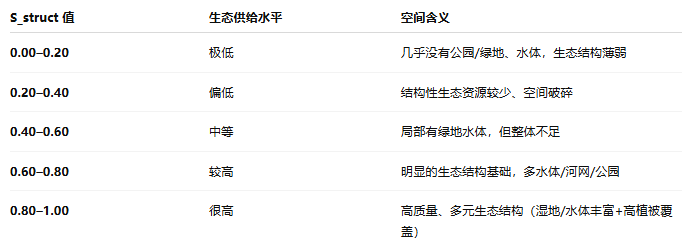 S_struct 值 生态供给水平 空间含义
0.00–0.20 极低 几乎没有公园/绿地、水体，生态结构薄弱
0.20–0.40 偏低 结构性生态资源较少、空间破碎
0.40–0.60 中等 局部有绿地水体，但整体不足
0.60–0.80 较高 明显的生态结构基础，多水体/河网/公园
0.80–1.00 很高 高质量、多元生态结构（湿地/水体丰富+高植被覆
盖）